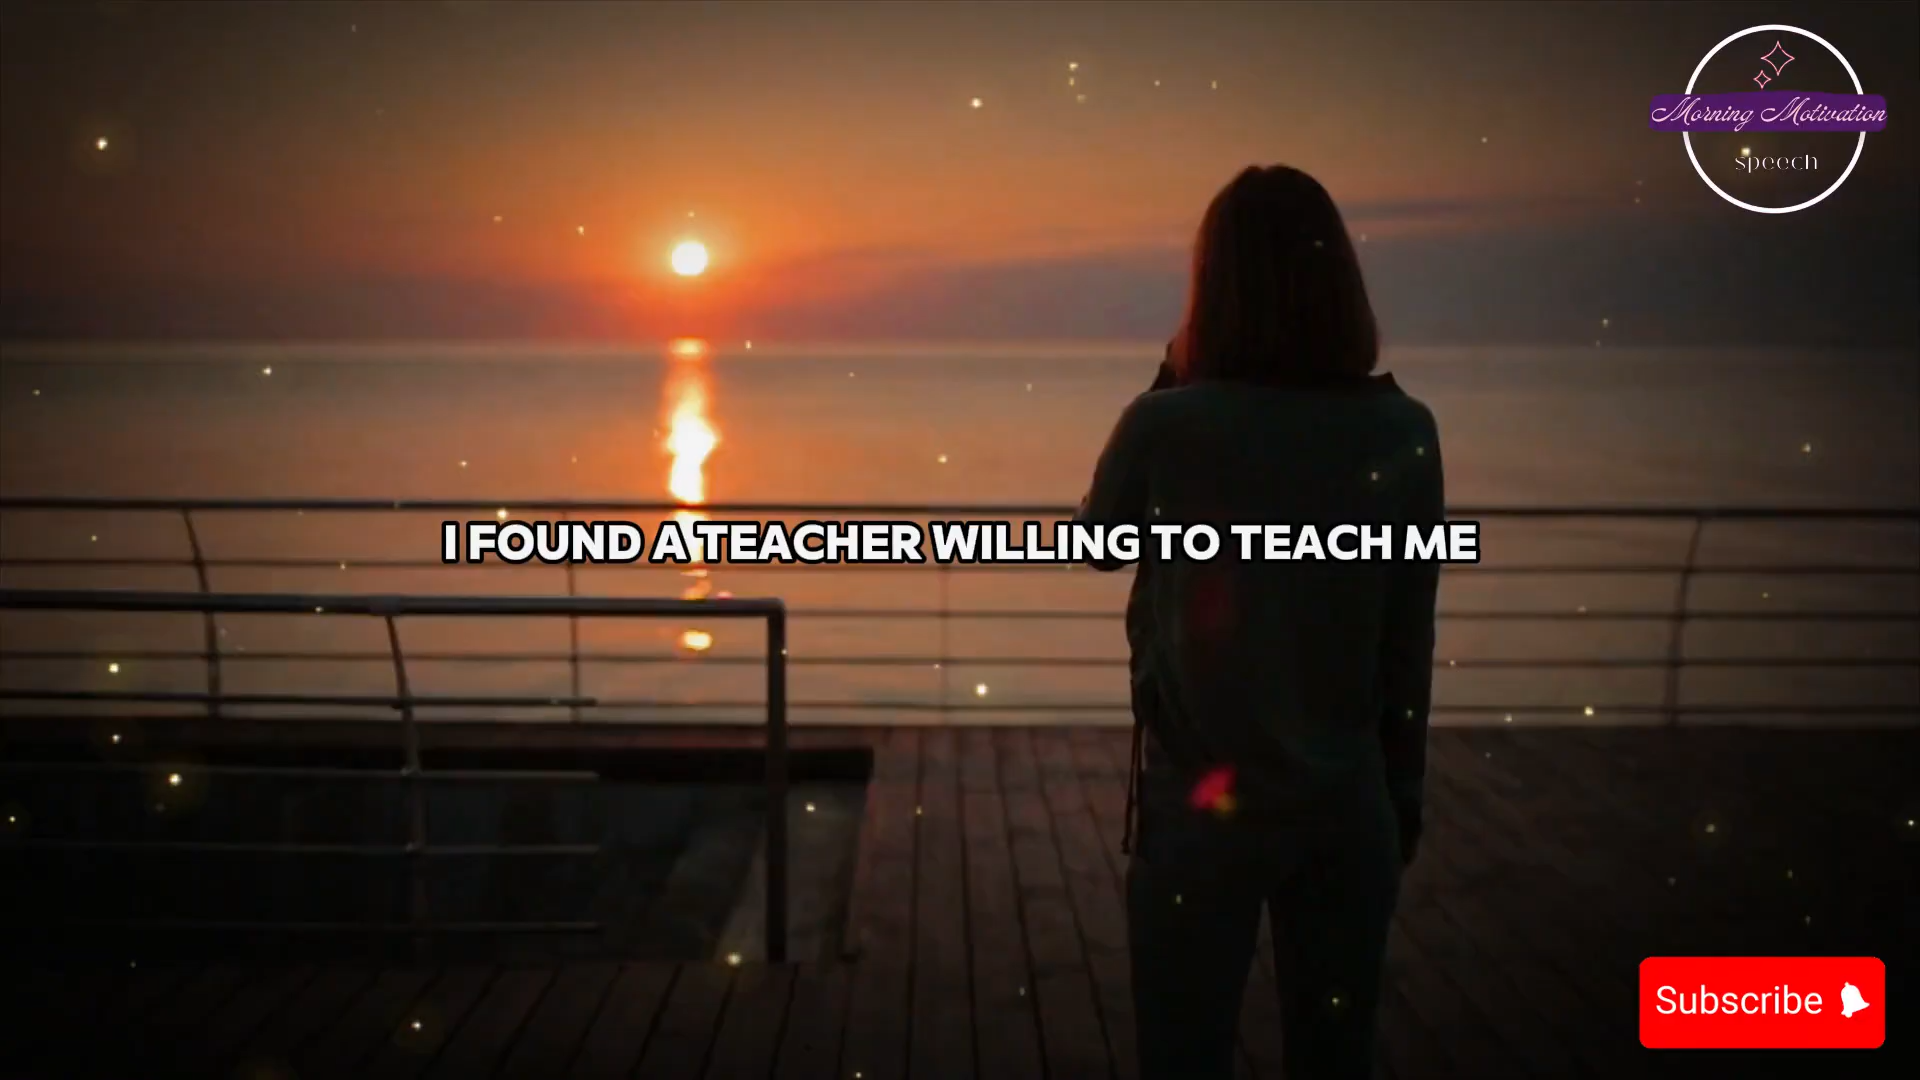 Morning Motivation
speech
I FOUND A TEACHER WILLING TO TEACH ME
Subscribe